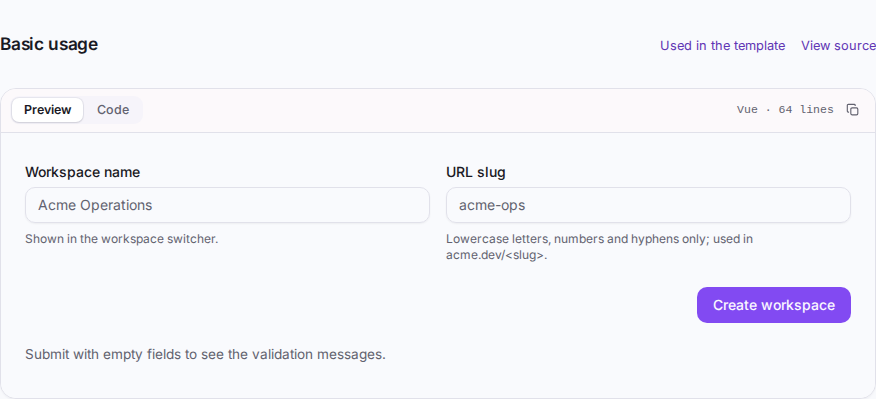 Basic usage
Used in the template View source
Preview Code
Vue · 64 lines
Workspace name
URL slug
Acme Operations
acme-ops
Shown in the workspace switcher.
Lowercase letters, numbers and hyphens only; used in
acme.dev/<slug>.
Create workspace
Submit with empty fields to see the validation messages.